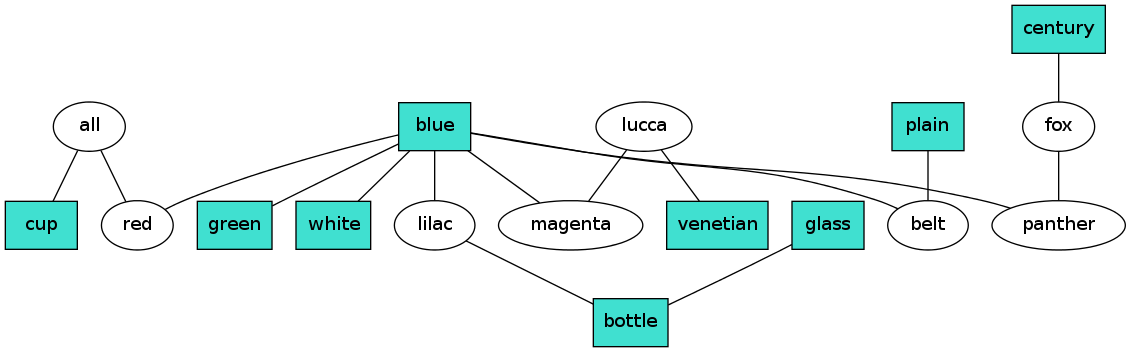 century
all
blue
lucca
plain
fox
cup
red
green
white
lilac
magenta
venetian
glass
belt
panther
bottle